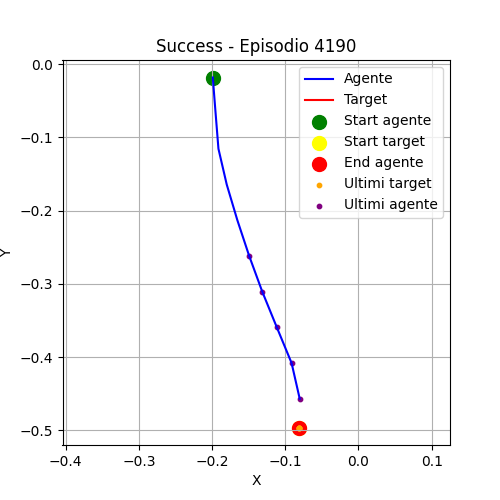 Success - Episodio 4190
Agente
Target
Start agente
Start target
End agente
Ultimi target
Ultimi agente
Y
0.0
−0.1
−0.2
−0.3
−0.4
−0.5
−0.4 −0.3 −0.2 −0.1 0.0 0.1
X